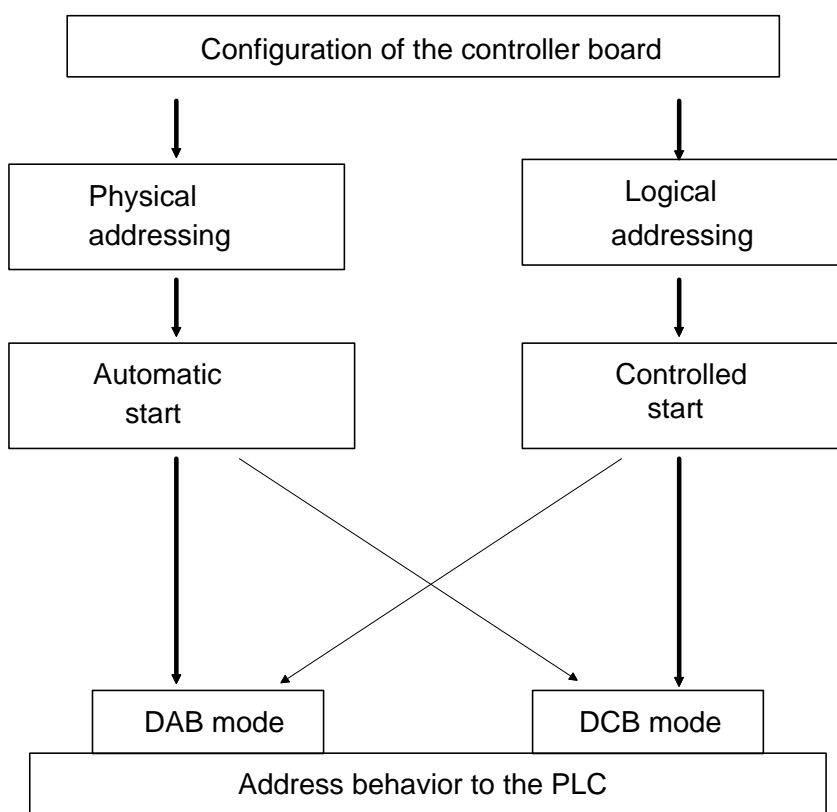 Configuration of the controller board
Physical
addressing
Logical
addressing
Automatic
start
Controlled
start
DAB mode
DCB mode
Address behavior to the PLC